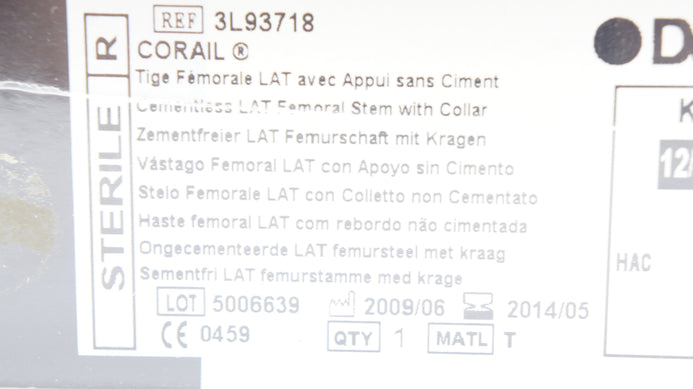 REF 3L93718
CORAIL ®
Tige Fémorale LAT avec Appui sans Ciment
Cementless LAT Femoral Stem with Collar
Zementfreier LAT Femurschaft mit Kragen
Vástago Femoral LAT con Apoyo sin Cimento
Stelo Femorale LAT con Colletto non Cementato
Haste femoral LAT com rebordo não cimentada
Ongecementeerde LAT femursteel met kraag
Sementfri LAT femurstamme med krage
LOT 5006639 2009/06 2014/05
CE 0459 QTY 1 MATL T
STERILE R
K
12/
HAC